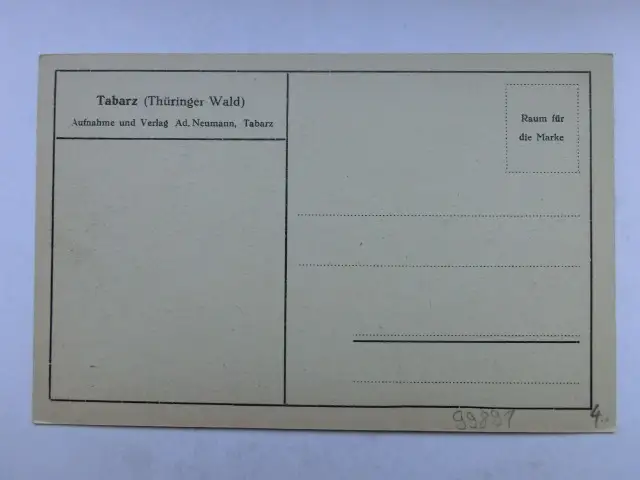 Tabarz (Thüringer Wald)
Aufnahme und Verlag Ad. Neumann, Tabarz
Raum für
die Marke
99891
4..